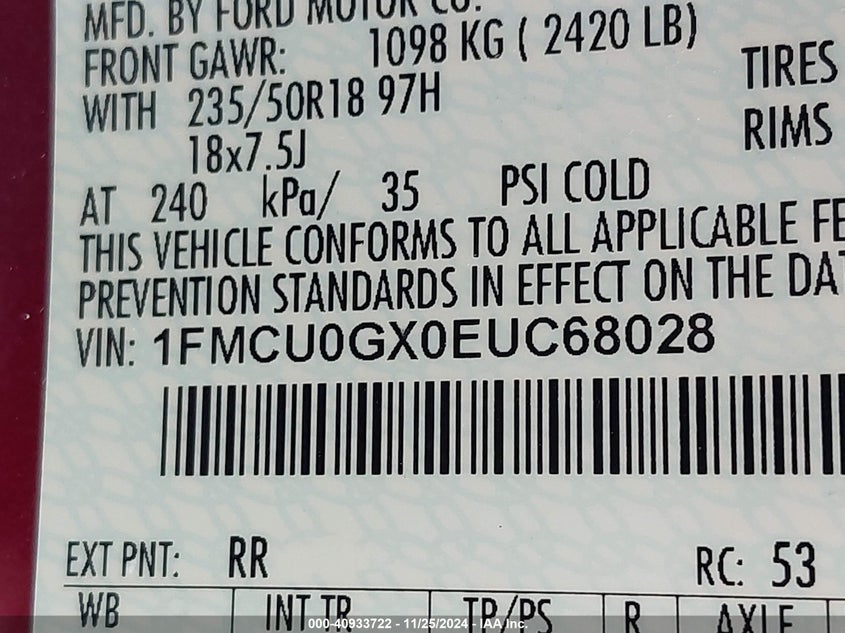 MFD. BY FORD MOTOR CO.
FRONT GAWR: 1098 KG ( 2420 LB)
WITH 235/50R18 97H TIRES
18x7.5J RIMS
AT 240 kPa/ 35 PSI COLD
THIS VEHICLE CONFORMS TO ALL APPLICABLE FE
PREVENTION STANDARDS IN EFFECT ON THE DAT
VIN: 1FMCU0GX0EUC68028
EXT PNT: RR RC: 53
WB INT TR TP/PS R AXLE
000-40933722 - 11/25/2024 - IAA Inc.